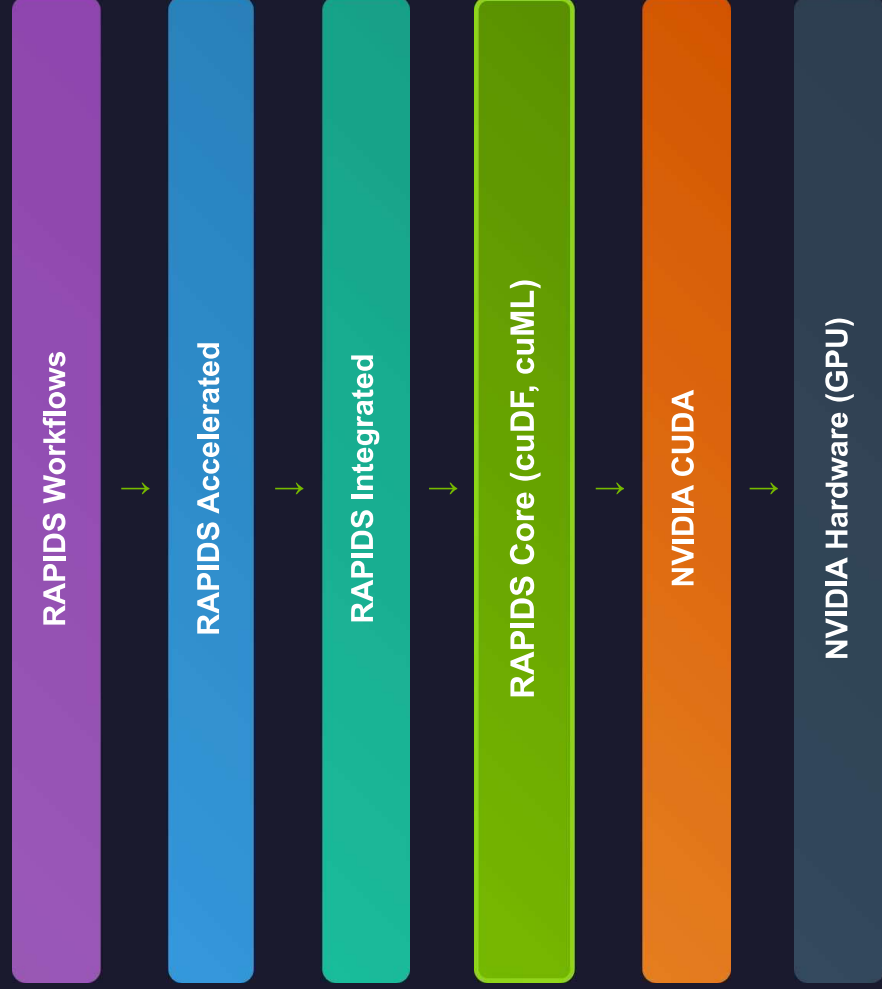 RAPIDS Workflows
→
RAPIDS Accelerated
→
RAPIDS Integrated
→
RAPIDS Core (cuDF, cuML)
→
NVIDIA CUDA
→
NVIDIA Hardware (GPU)